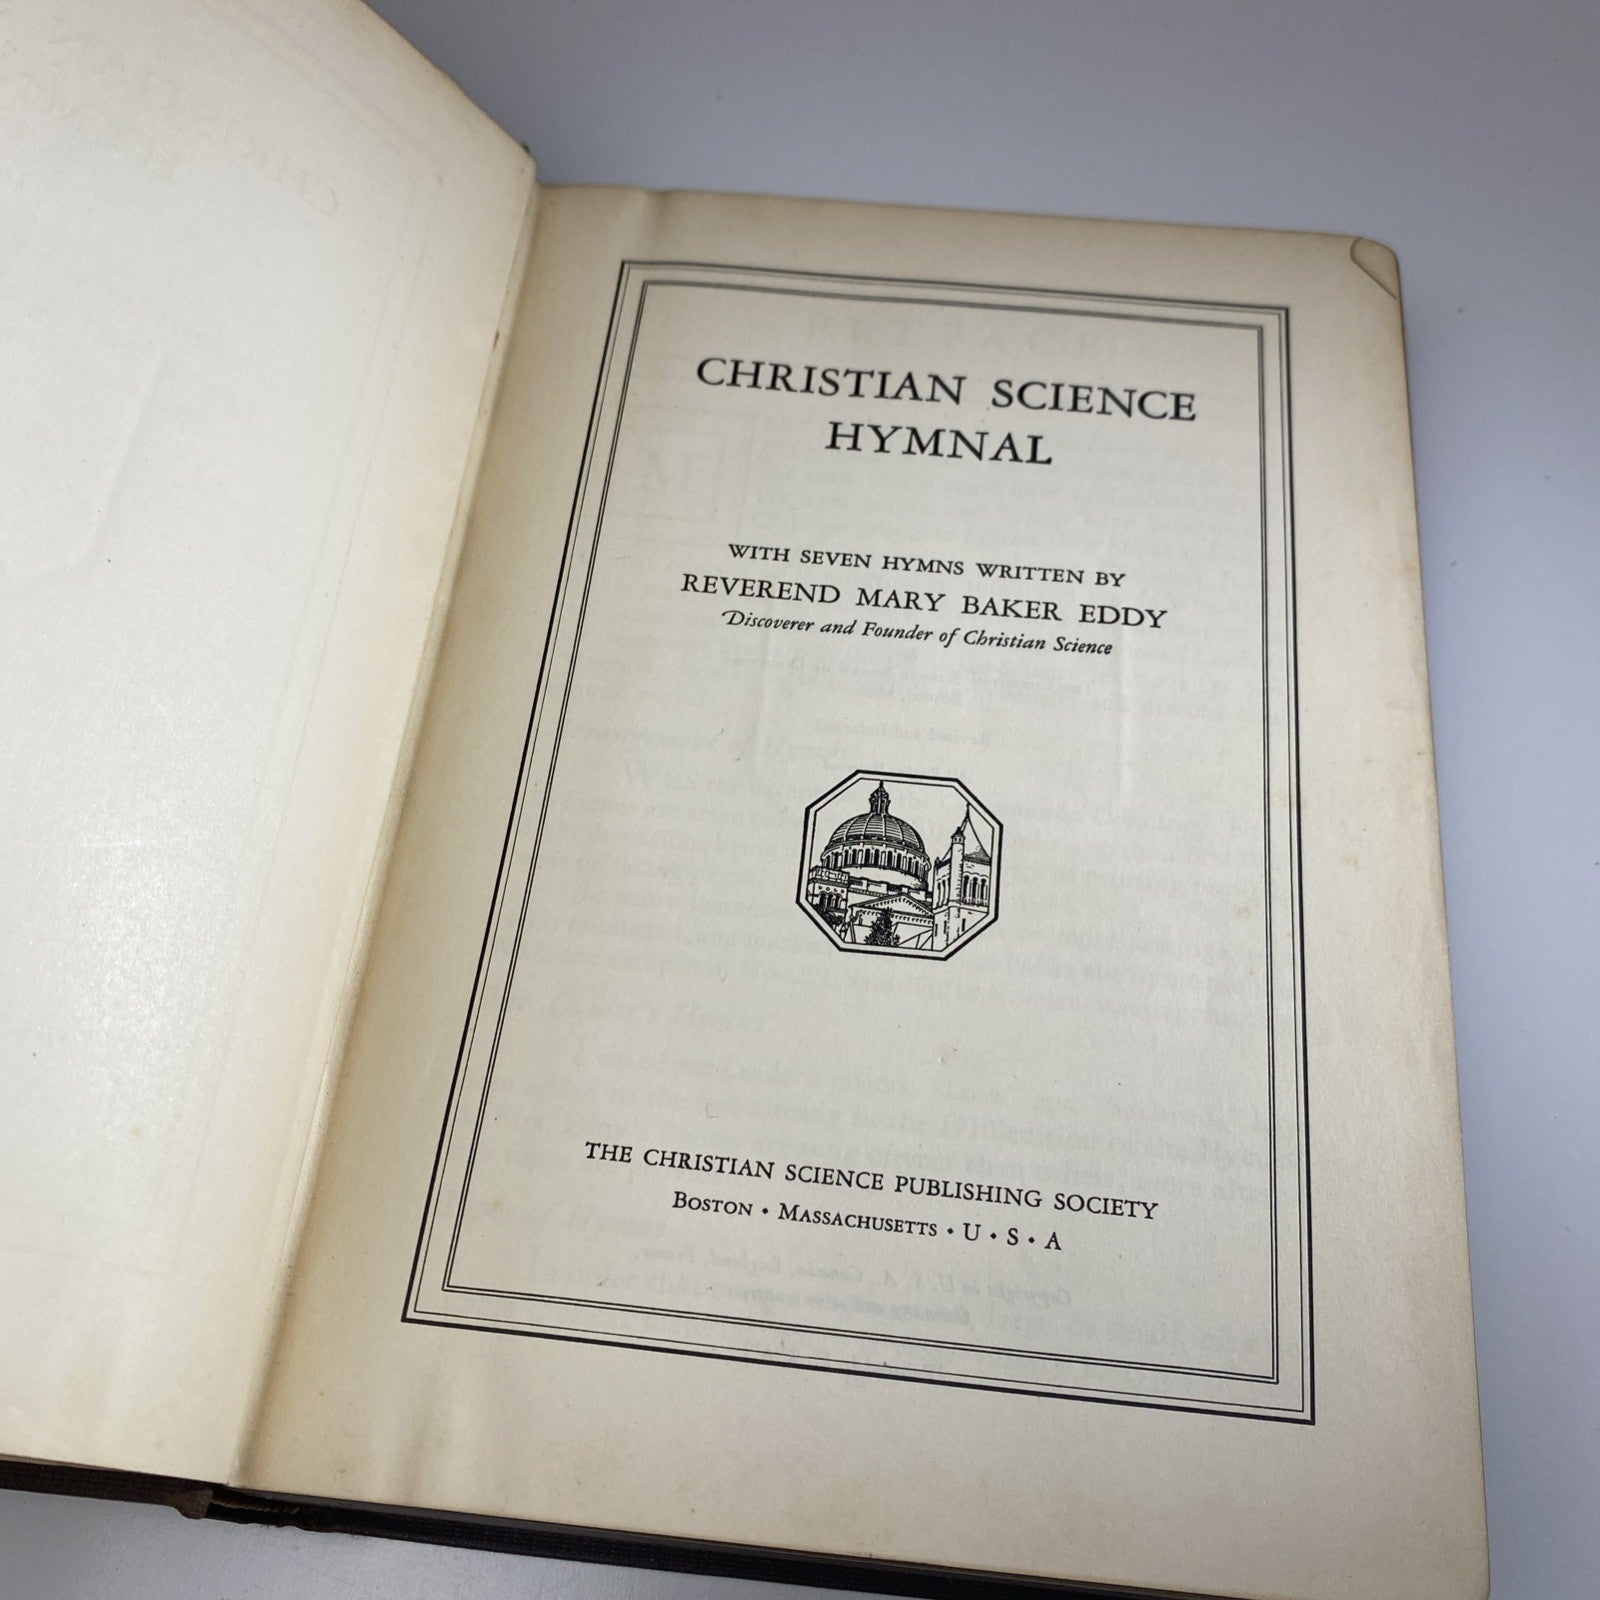 CHRISTIAN SCIENCE
HYMNAL
WITH SEVEN HYMNS WRITTEN BY
REVEREND MARY BAKER EDDY
Discoverer and Founder of Christian Science
THE CHRISTIAN SCIENCE PUBLISHING SOCIETY
BOSTON • MASSACHUSETTS • U • S • A